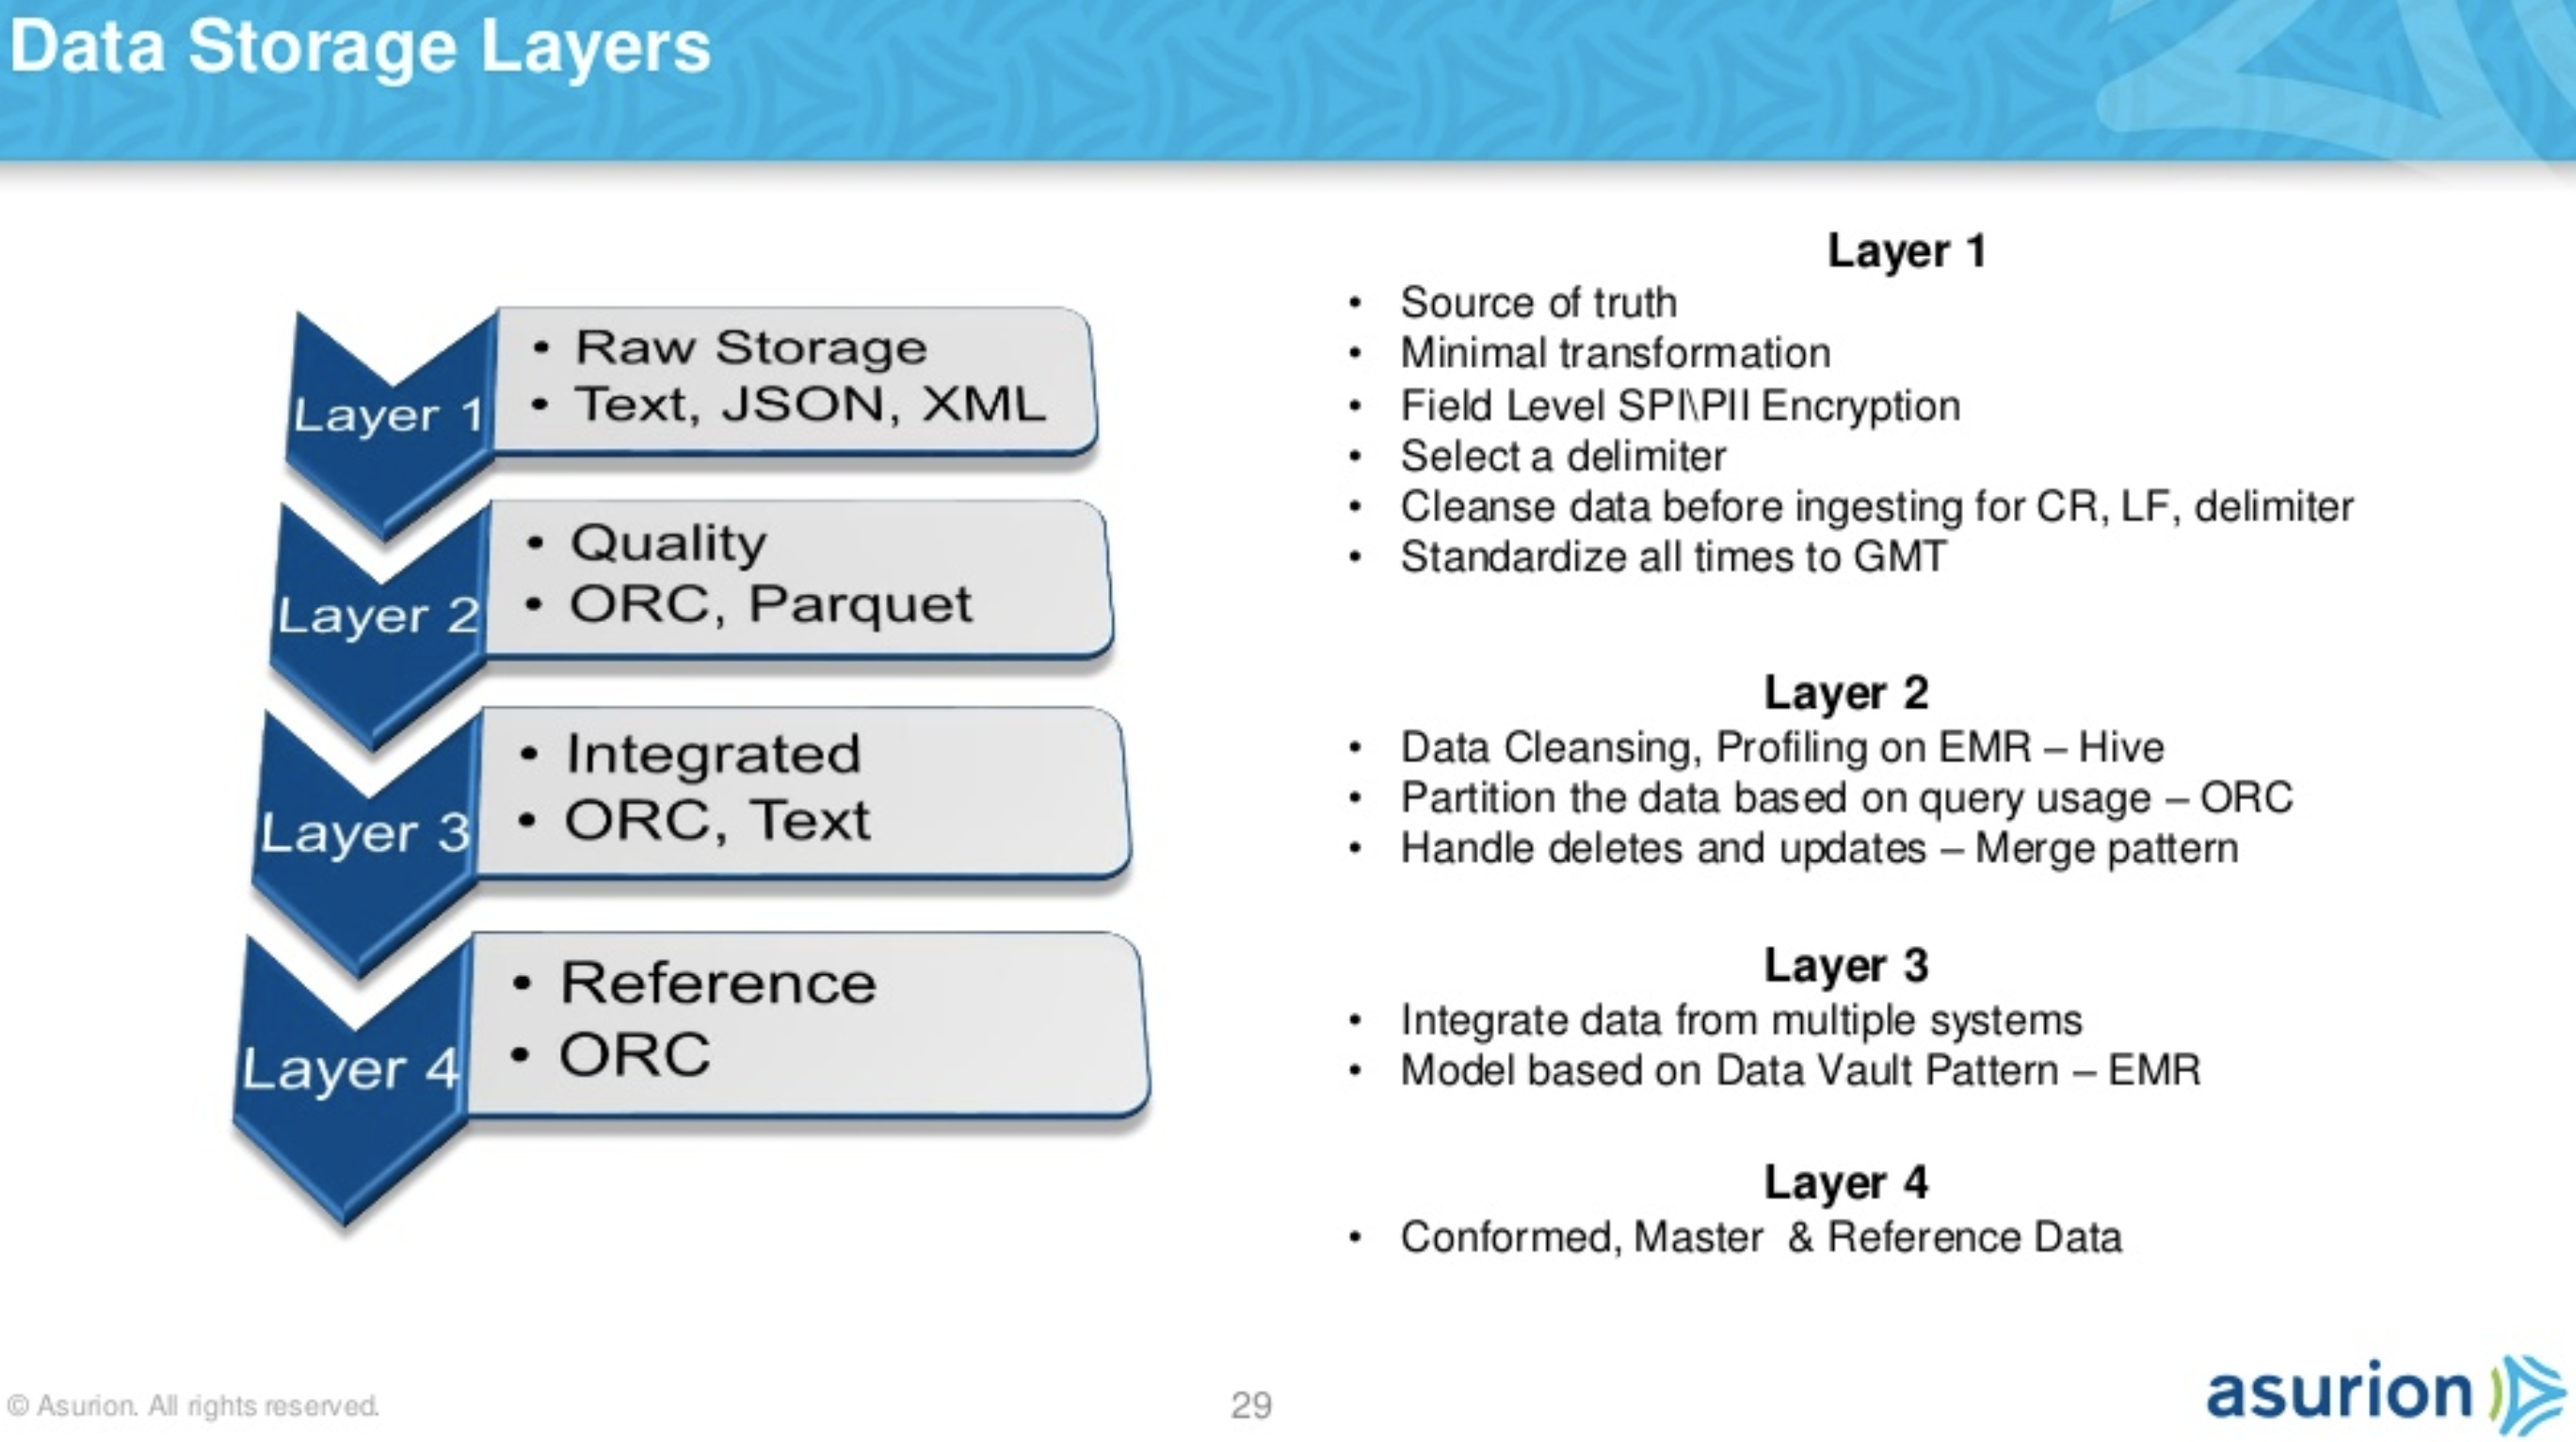 Data Storage Layers
Layer 1
• Raw Storage
• Text, JSON, XML
Layer 2
• Quality
• ORC, Parquet
Layer 3
• Integrated
• ORC, Text
Layer 4
• Reference
• ORC
Layer 1
• Source of truth
• Minimal transformation
• Field Level SPI\PII Encryption
• Select a delimiter
• Cleanse data before ingesting for CR, LF, delimiter
• Standardize all times to GMT
Layer 2
• Data Cleansing, Profiling on EMR – Hive
• Partition the data based on query usage – ORC
• Handle deletes and updates – Merge pattern
Layer 3
• Integrate data from multiple systems
• Model based on Data Vault Pattern – EMR
Layer 4
• Conformed, Master & Reference Data
© Asurion. All rights reserved.
29
asurion